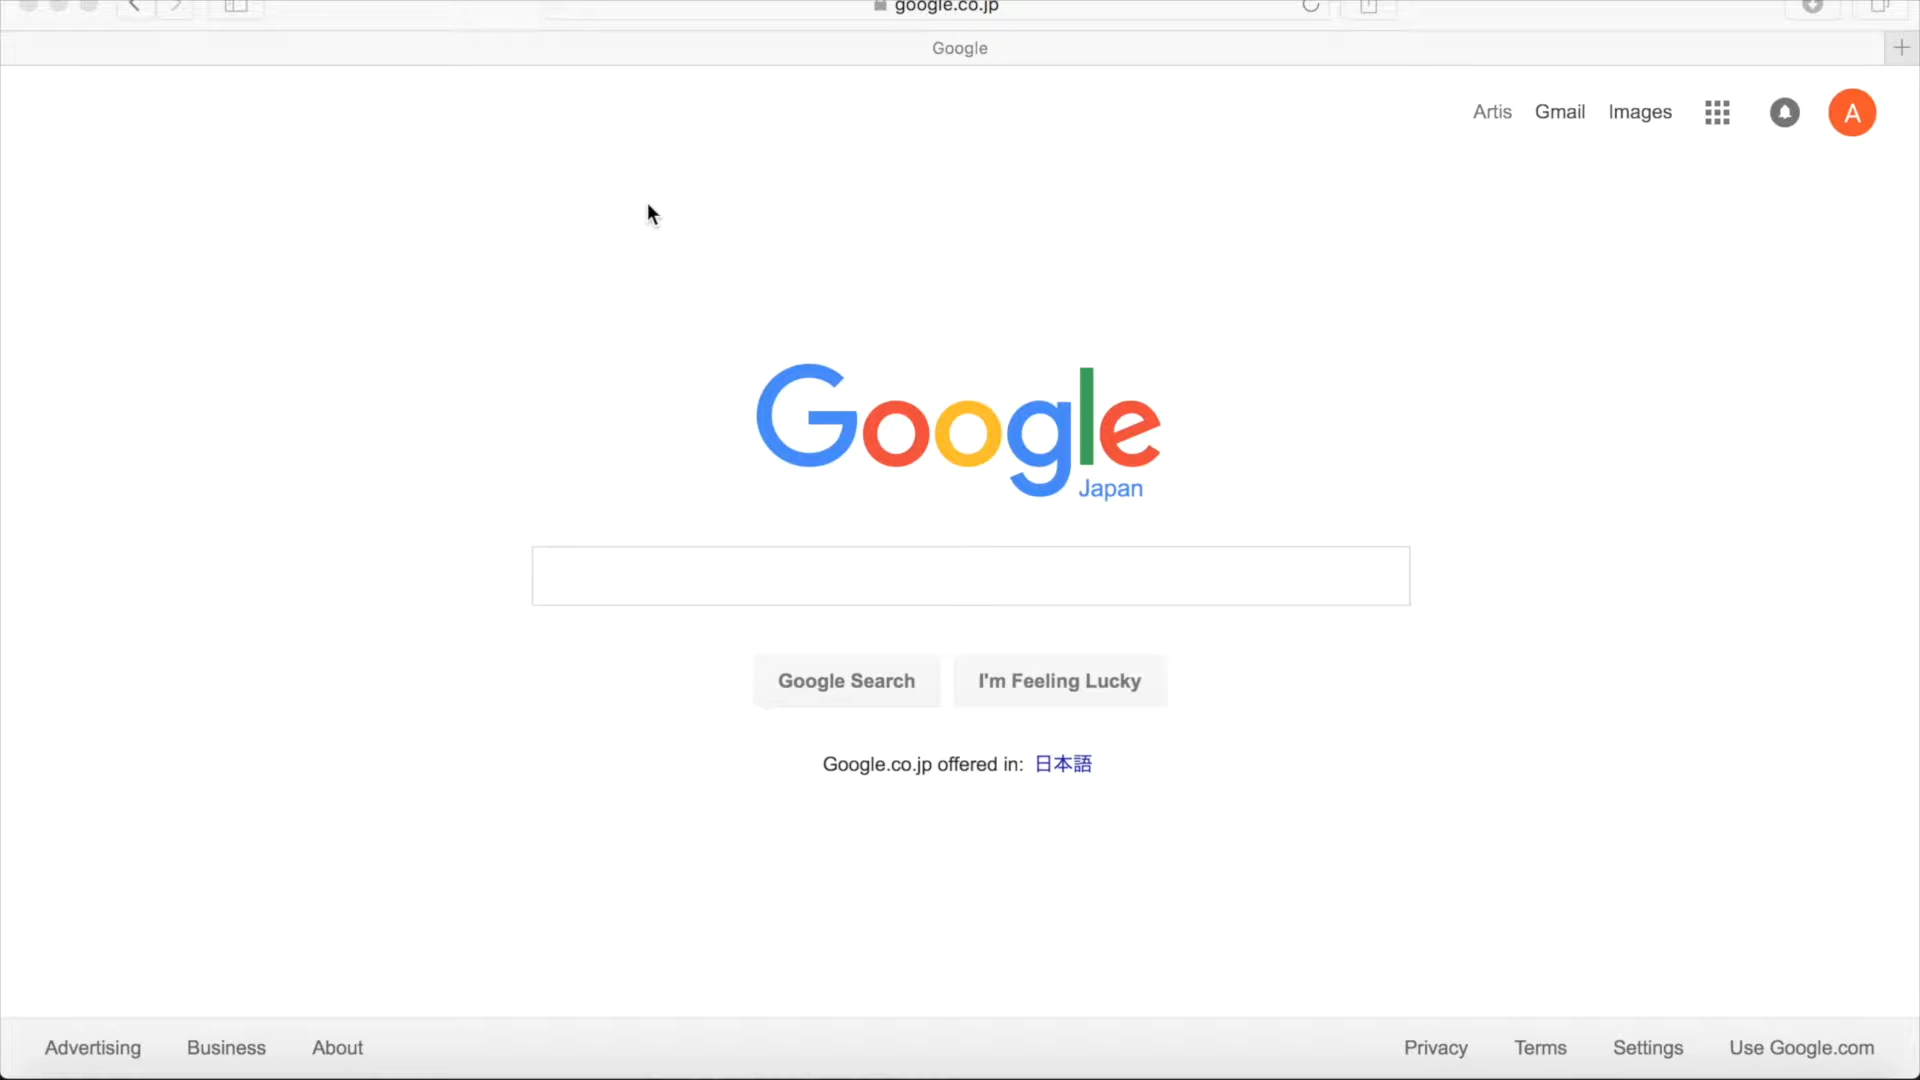 google.co.jp
Google
Artis Gmail Images A
Google
Japan
Google Search I'm Feeling Lucky
Google.co.jp offered in: 日本語
Advertising Business About Privacy Terms Settings Use Google.com